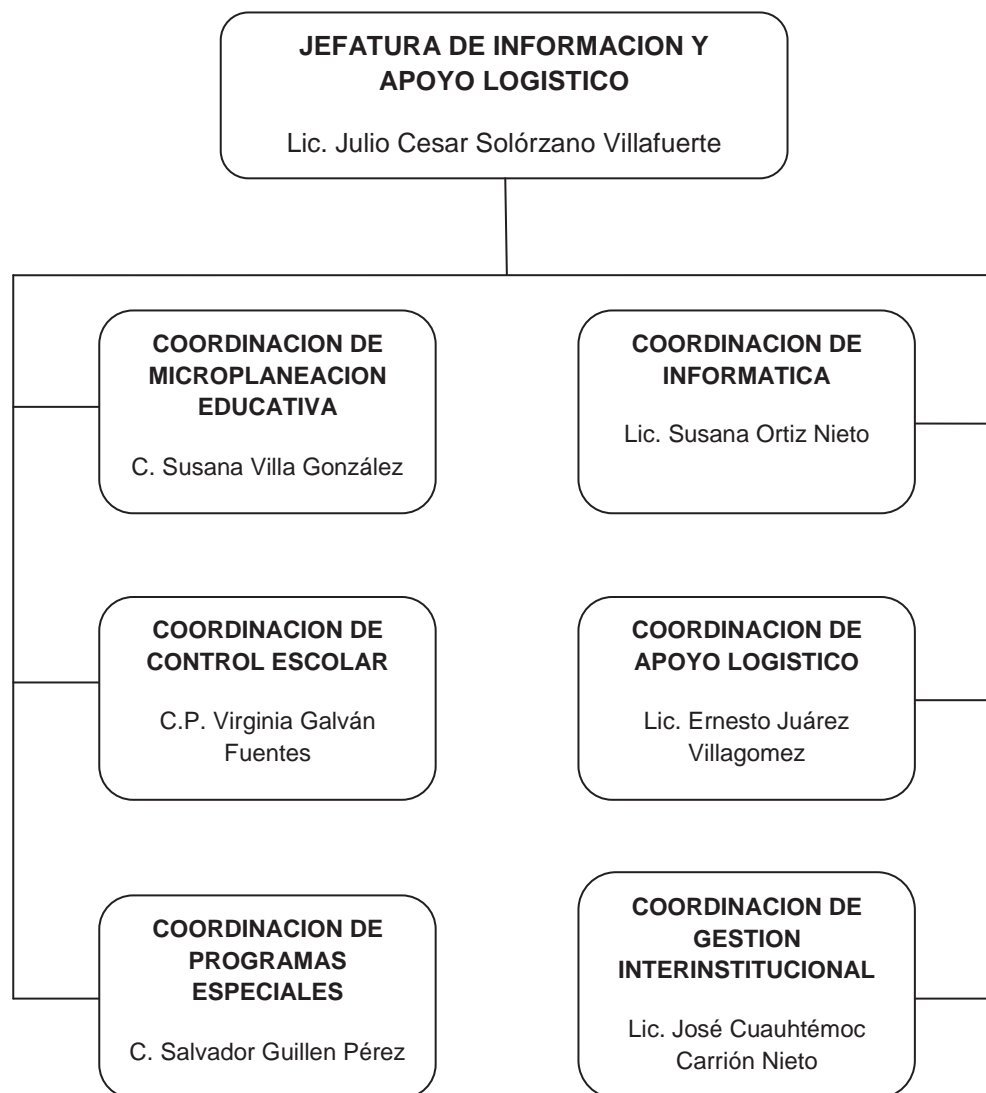 JEFATURA DE INFORMACION Y
APOYO LOGISTICO
Lic. Julio Cesar Solórzano Villafuerte
COORDINACION DE
MICROPLANEACION
EDUCATIVA
C. Susana Villa González
COORDINACION DE
INFORMATICA
Lic. Susana Ortiz Nieto
COORDINACION DE
CONTROL ESCOLAR
C.P. Virginia Galván
Fuentes
COORDINACION DE
APOYO LOGISTICO
Lic. Ernesto Juárez
Villagomez
COORDINACION DE
PROGRAMAS
ESPECIALES
C. Salvador Guillen Pérez
COORDINACION DE
GESTION
INTERINSTITUCIONAL
Lic. José Cuauhtémoc
Carrión Nieto